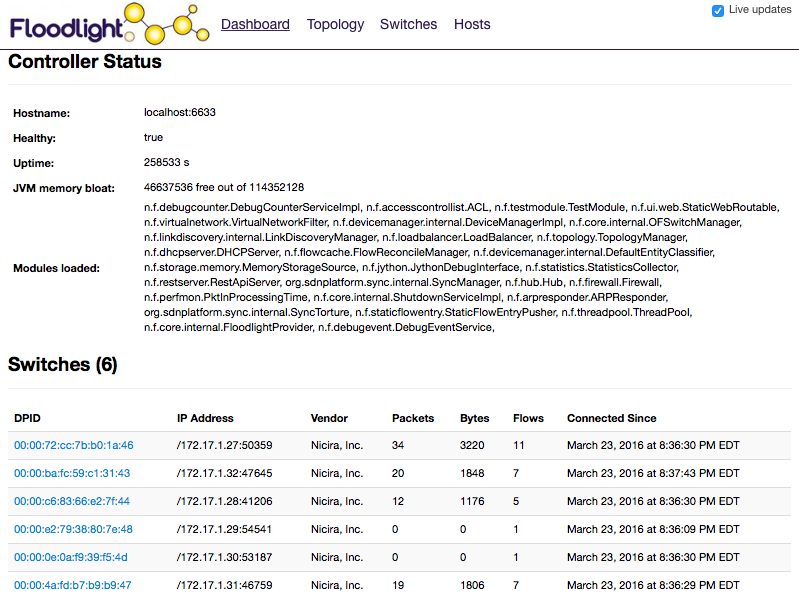 Floodlight Dashboard Topology Switches Hosts Live updates
Controller Status
Hostname: localhost:6633
Healthy: true
Uptime: 258533 s
JVM memory bloat: 46637536 free out of 114352128
Modules loaded: n.f.debugcounter.DebugCounterServiceImpl, n.f.accesscontrollist.ACL, n.f.testmodule.TestModule, n.f.ui.web.StaticWebRoutable,
n.f.virtualnetwork.VirtualNetworkFilter, n.f.devicemanager.internal.DeviceManagerImpl, n.f.core.internal.OFSwitchManager,
n.f.linkdiscovery.internal.LinkDiscoveryManager, n.f.loadbalancer.LoadBalancer, n.f.topology.TopologyManager,
n.f.dhcpserver.DHCPServer, n.f.flowcache.FlowReconcileManager, n.f.devicemanager.internal.DefaultEntityClassifier,
n.f.storage.memory.MemoryStorageSource, n.f.jython.JythonDebugInterface, n.f.statistics.StatisticsCollector,
n.f.restserver.RestApiServer, org.sdnplatform.sync.internal.SyncManager, n.f.hub.Hub, n.f.firewall.Firewall,
n.f.perfmon.PktInProcessingTime, n.f.core.internal.ShutdownServiceImpl, n.f.arpresponder.ARPResponder,
org.sdnplatform.sync.internal.SyncTorture, n.f.staticflowentry.StaticFlowEntryPusher, n.f.threadpool.ThreadPool,
n.f.core.internal.FloodlightProvider, n.f.debugevent.DebugEventService,
Switches (6)
DPID IP Address Vendor Packets Bytes Flows Connected Since
00:00:72:cc:7b:b0:1a:46 /172.17.1.27:50359 Nicira, Inc. 34 3220 11 March 23, 2016 at 8:36:30 PM EDT
00:00:ba:fc:59:c1:31:43 /172.17.1.32:47645 Nicira, Inc. 20 1848 7 March 23, 2016 at 8:37:43 PM EDT
00:00:c6:83:66:e2:7f:44 /172.17.1.28:41206 Nicira, Inc. 12 1176 5 March 23, 2016 at 8:36:30 PM EDT
00:00:e2:79:38:80:7e:48 /172.17.1.29:54541 Nicira, Inc. 0 0 1 March 23, 2016 at 8:36:09 PM EDT
00:00:0e:0a:f9:39:f5:4d /172.17.1.30:53187 Nicira, Inc. 0 0 1 March 23, 2016 at 8:36:30 PM EDT
00:00:4a:fd:b7:b9:b9:47 /172.17.1.31:46759 Nicira, Inc. 19 1806 7 March 23, 2016 at 8:36:29 PM EDT